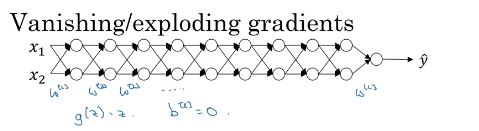 Vanishing/exploding gradients
x₁
x₂
ŷ
w^[1] w^[2] w^[3] ..... w^[L]
g(z) = z. b^[l] = 0.